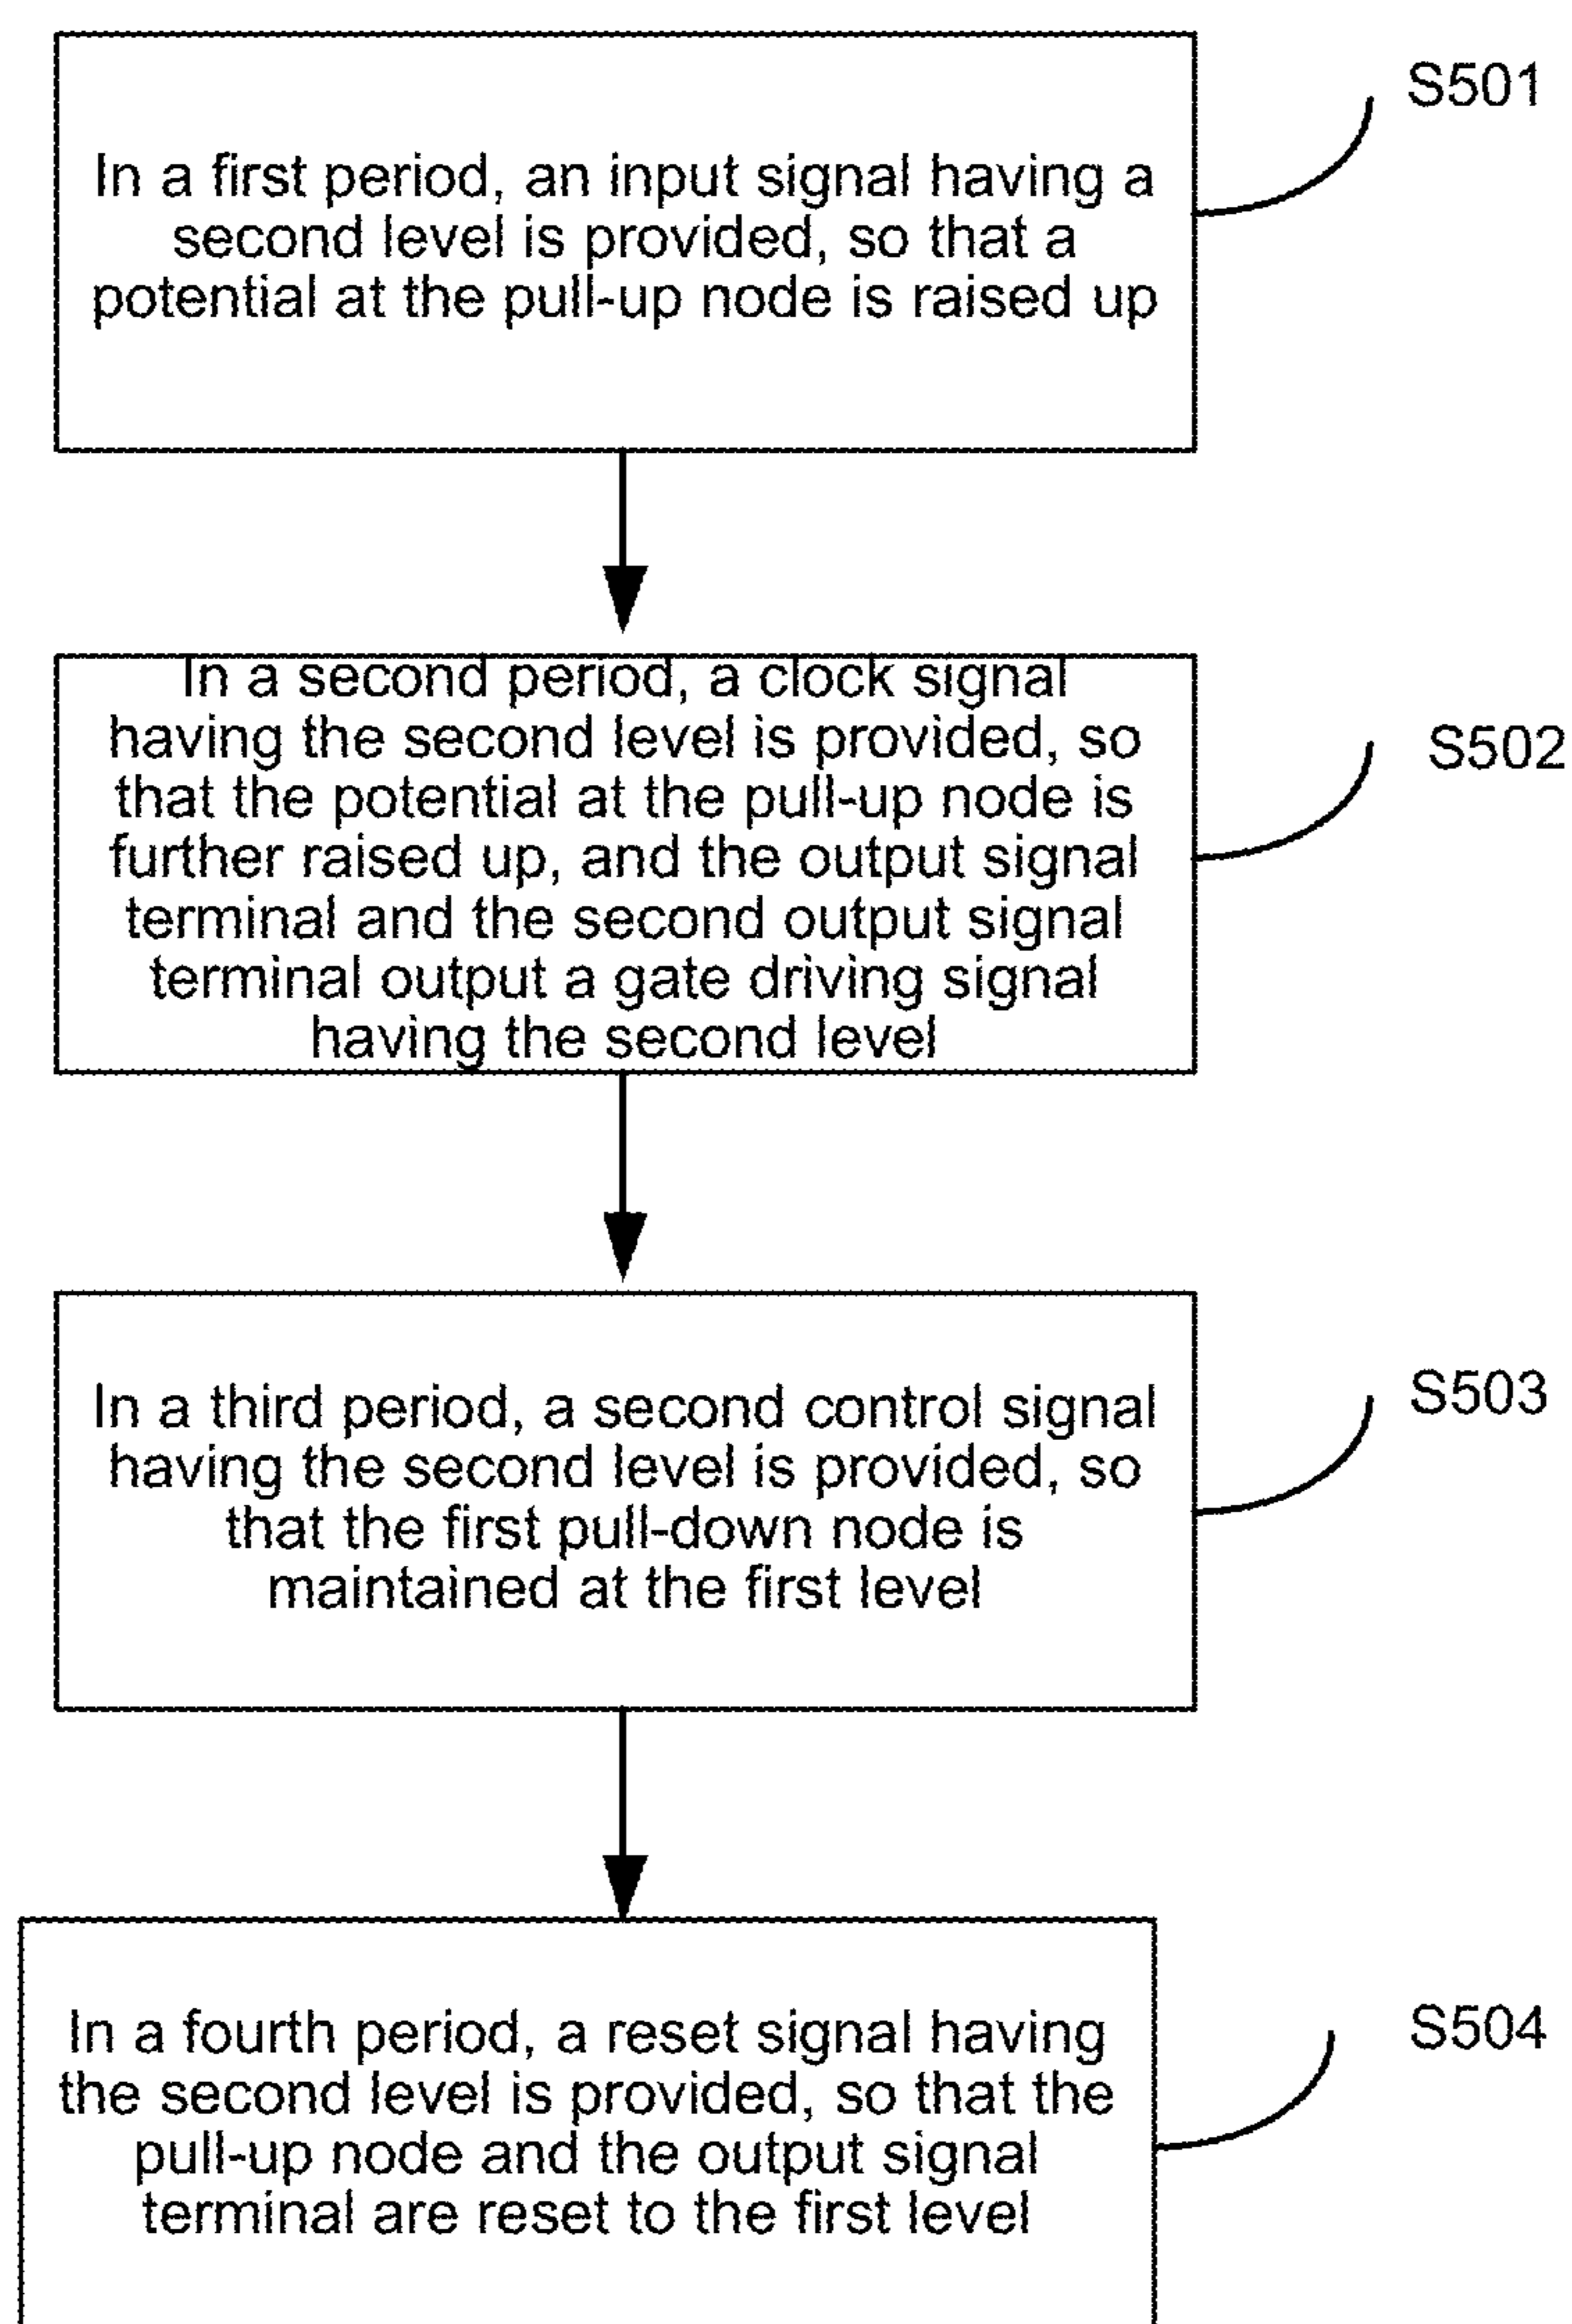 S501
In a first period, an input signal having a
second level is provided, so that a
potential at the pull-up node is raised up
In a second period, a clock signal
having the second level is provided, so
that the potential at the pull-up node is
further raised up, and the output signal
terminal and the second output signal
terminal output a gate driving signal
having the second level
S502
In a third period, a second control signal
having the second level is provided, so
that the first pull-down node is
maintained at the first level
S503
In a fourth period, a reset signal having
the second level is provided, so that the
pull-up node and the output signal
terminal are reset to the first level
S504